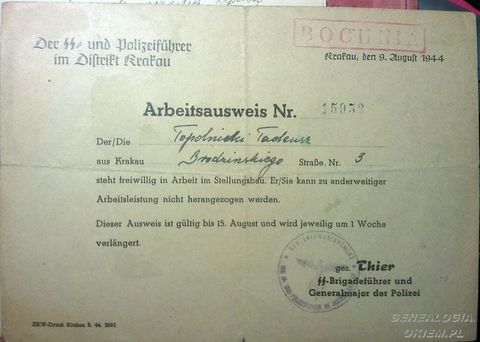 BOCHNIA
Der SS- und Polizeiführer
im Distrikt Krakau
Krakau, den 9. August 1944
Arbeitsausweis Nr. 15952
Der/Die Topolnicki Tadeusz
aus Krakau Brodzinskiego Straße Nr. 3
steht freiwillig in Arbeit im Stellungsbau. Er/Sie kann zu anderweitiger
Arbeitsleistung nicht herangezogen werden.
Dieser Ausweis ist gültig bis 15. August und wird jeweilig um 1 Woche
verlängert.
gez. Thier
SS-Brigadeführer und
Generalmajor der Polizei
ZKW-Druck Krakau 8. 44. 2001
GENEALOGIA.
OKIEM.PL